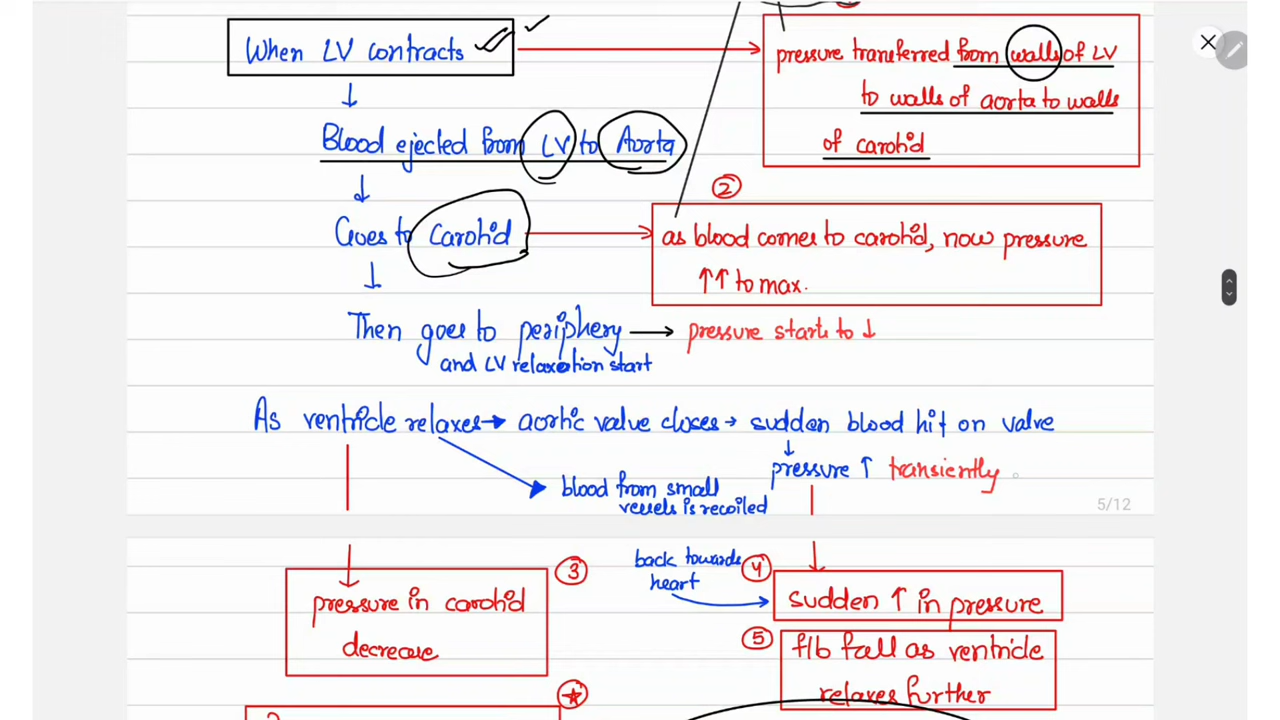 When LV contracts
pressure transferred from walls of LV
to walls of aorta to walls
of carotid
Blood ejected from LV to Aorta
②
Goes to Carotid
as blood comes to carotid, now pressure
↑↑ to max.
Then goes to periphery → pressure starts to ↓
and LV relaxation start
As ventricle relaxes → aortic valve closes → sudden blood hit on valve
pressure ↑ transiently
blood from small
vessels is recoiled
5/12
back towards
heart
③
pressure in carotid
decrease
④
sudden ↑ in pressure
⑤
f/b fall as ventricle
relaxes further